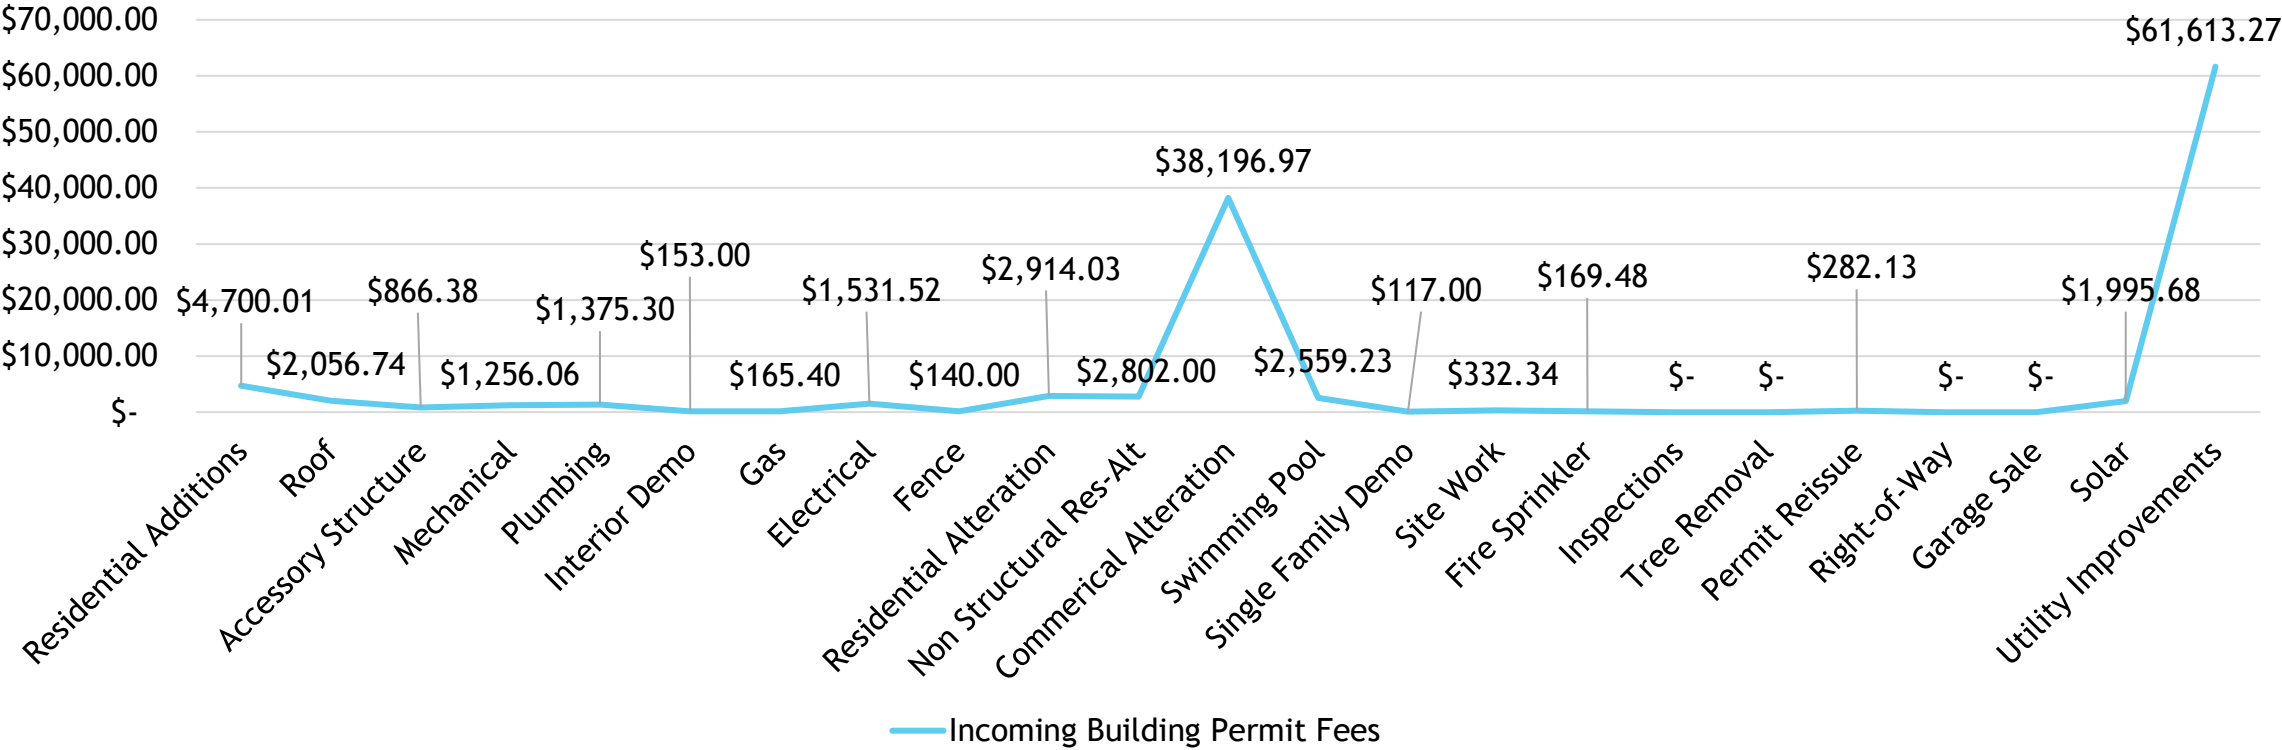 $70,000.00
$60,000.00
$50,000.00
$40,000.00
$30,000.00
$20,000.00
$10,000.00
$-
$4,700.01
$2,056.74
$866.38
$1,256.06
$1,375.30
$153.00
$165.40
$1,531.52
$140.00
$2,914.03
$2,802.00
$38,196.97
$2,559.23
$117.00
$332.34
$169.48
$-
$-
$282.13
$-
$-
$1,995.68
$61,613.27
Residential Additions
Roof
Accessory Structure
Mechanical
Plumbing
Interior Demo
Gas
Electrical
Fence
Residential Alteration
Non Structural Res-Alt
Commerical Alteration
Swimming Pool
Single Family Demo
Site Work
Fire Sprinkler
Inspections
Tree Removal
Permit Reissue
Right-of-Way
Garage Sale
Solar
Utility Improvements
Incoming Building Permit Fees